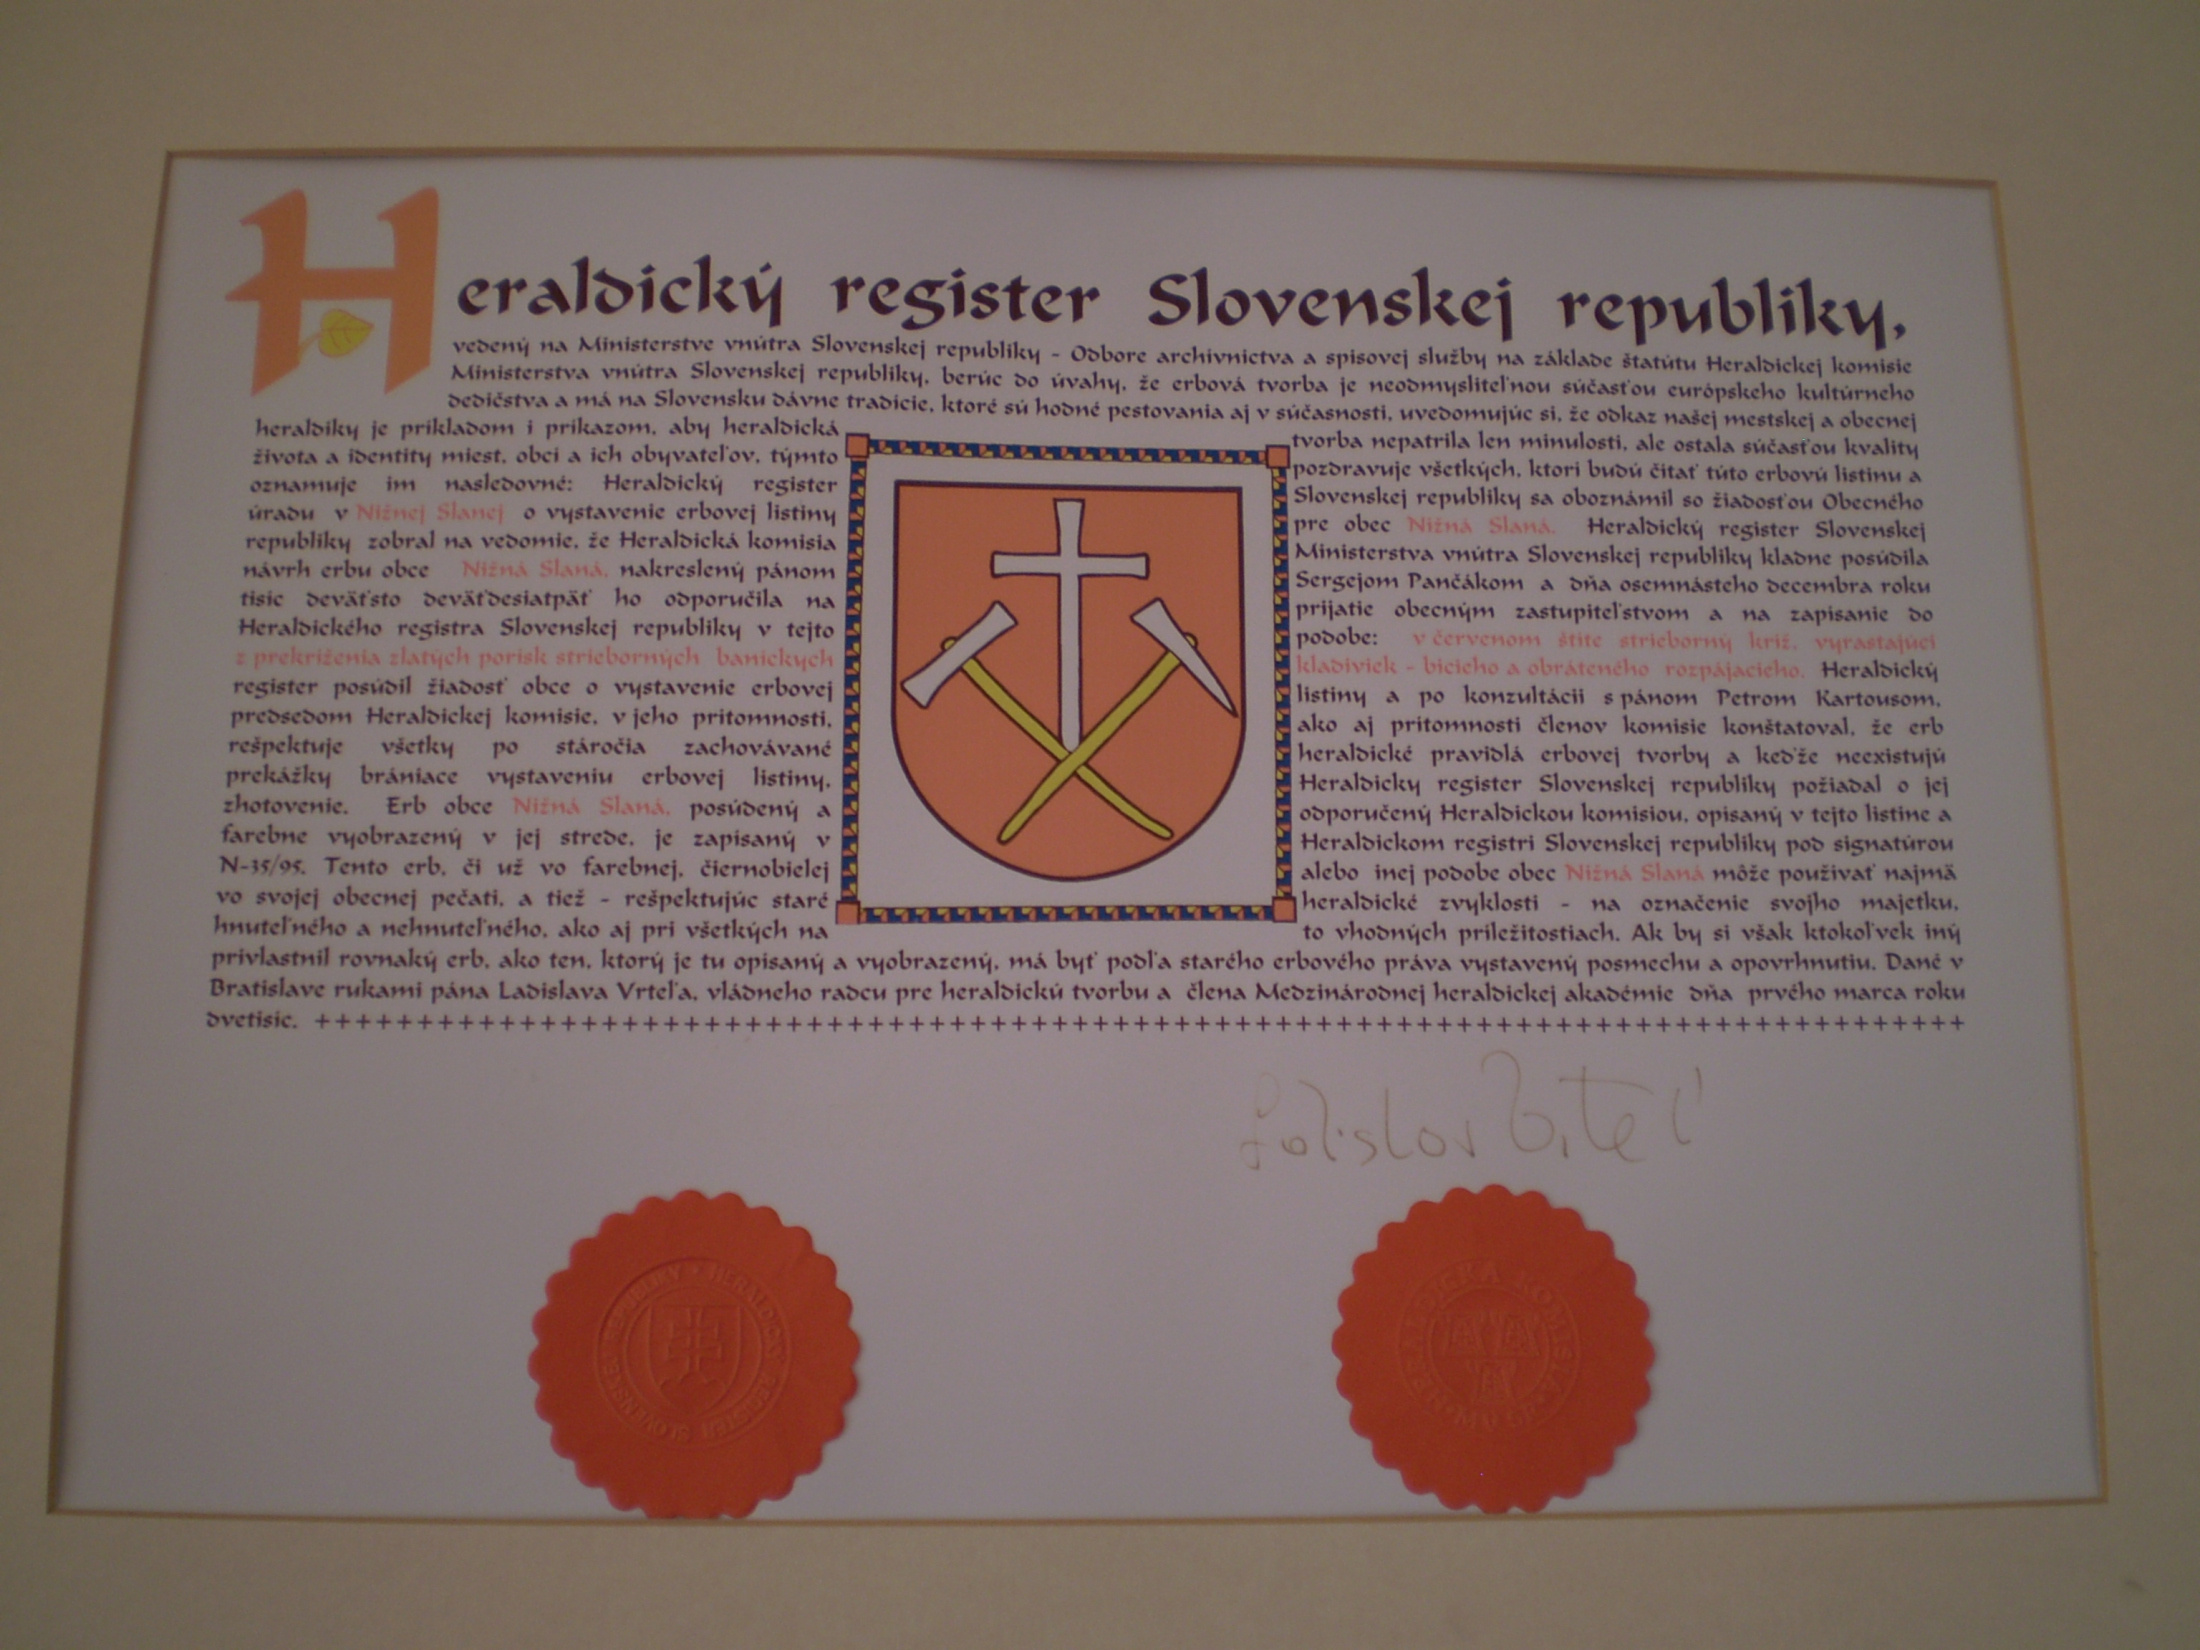 Heraldický register Slovenskej republiky,
vedený na Ministerstve vnútra Slovenskej republiky - Odbore archívnictva a spisovej služby na základe štatútu Heraldickej komisie
Ministerstva vnútra Slovenskej republiky, berúc do úvahy, že erbová tvorba je neodmysliteľnou súčasťou európskeho kultúrneho
dedičstva a má na Slovensku dávne tradície, ktoré sú hodné pestovania aj v súčasnosti, uvedomujúc si, že odkaz našej mestskej a obecnej
heraldiky je príkladom i príkazom, aby heraldická tvorba nepatrila len minulosti, ale ostala súčasťou kvality
života a identity miest, obcí a ich obyvateľov, týmto pozdravuje všetkých, ktorí budú čítať túto erbovú listinu a
oznamuje im nasledovné: Heraldický register Slovenskej republiky sa oboznámil so žiadosťou Obecného
úradu v Nižnej Slanej o vystavenie erbovej listiny pre obec Nižná Slaná. Heraldický register Slovenskej
republiky zobral na vedomie, že Heraldická komisia Ministerstva vnútra Slovenskej republiky kladne posúdila
návrh erbu obce Nižná Slaná, nakreslený pánom Sergejom Pančákom a dňa osemnásteho decembra roku
tisíc deväťsto deväťdesiatpäť ho odporučila na prijatie obecným zastupiteľstvom a na zapísanie do
Heraldického registra Slovenskej republiky v tejto podobe: v červenom štíte strieborný kríž, vyrastajúci
z prekríženia zlatých porísk strieborných baníckych kladiviek - bicieho a obráteného rozpájacieho. Heraldický
register posúdil žiadosť obce o vystavenie erbovej listiny a po konzultácii s pánom Petrom Kartousom,
predsedom Heraldickej komisie, v jeho prítomnosti, ako aj prítomnosti členov komisie konštatoval, že erb
rešpektuje všetky po stáročia zachovávané heraldické pravidlá erbovej tvorby a keďže neexistujú
prekážky brániace vystaveniu erbovej listiny, Heraldicky register Slovenskej republiky požiadal o jej
zhotovenie. Erb obce Nižná Slaná, posúdený a odporučený Heraldickou komisiou, opísaný v tejto listine a
farebne vyobrazený v jej strede, je zapísaný v Heraldickom registri Slovenskej republiky pod signatúrou
N-35/95. Tento erb, či už vo farebnej, čiernobielej alebo inej podobe obec Nižná Slaná môže používať najmä
vo svojej obecnej pečati, a tiež - rešpektujúc staré heraldické zvyklosti - na označenie svojho majetku,
hnuteľného a nehnuteľného, ako aj pri všetkých na to vhodných príležitostiach. Ak by si však ktokoľvek iný
privlastnil rovnaký erb, ako ten, ktorý je tu opísaný a vyobrazený, má byť podľa starého erbového práva vystavený posmechu a opovrhnutiu. Dané v
Bratislave rukami pána Ladislava Vrteľa, vládneho radcu pre heraldickú tvorbu a člena Medzinárodnej heraldickej akadémie dňa prvého marca roku
dvetisíc. ++++++++++++++++++++++++++++++++++++++++++++++++++++++++++++++++++++++++++++++++
Ladislav Vrteľ
HERALDICKÝ REGISTER SLOVENSKEJ REPUBLIKY
KOMISIA